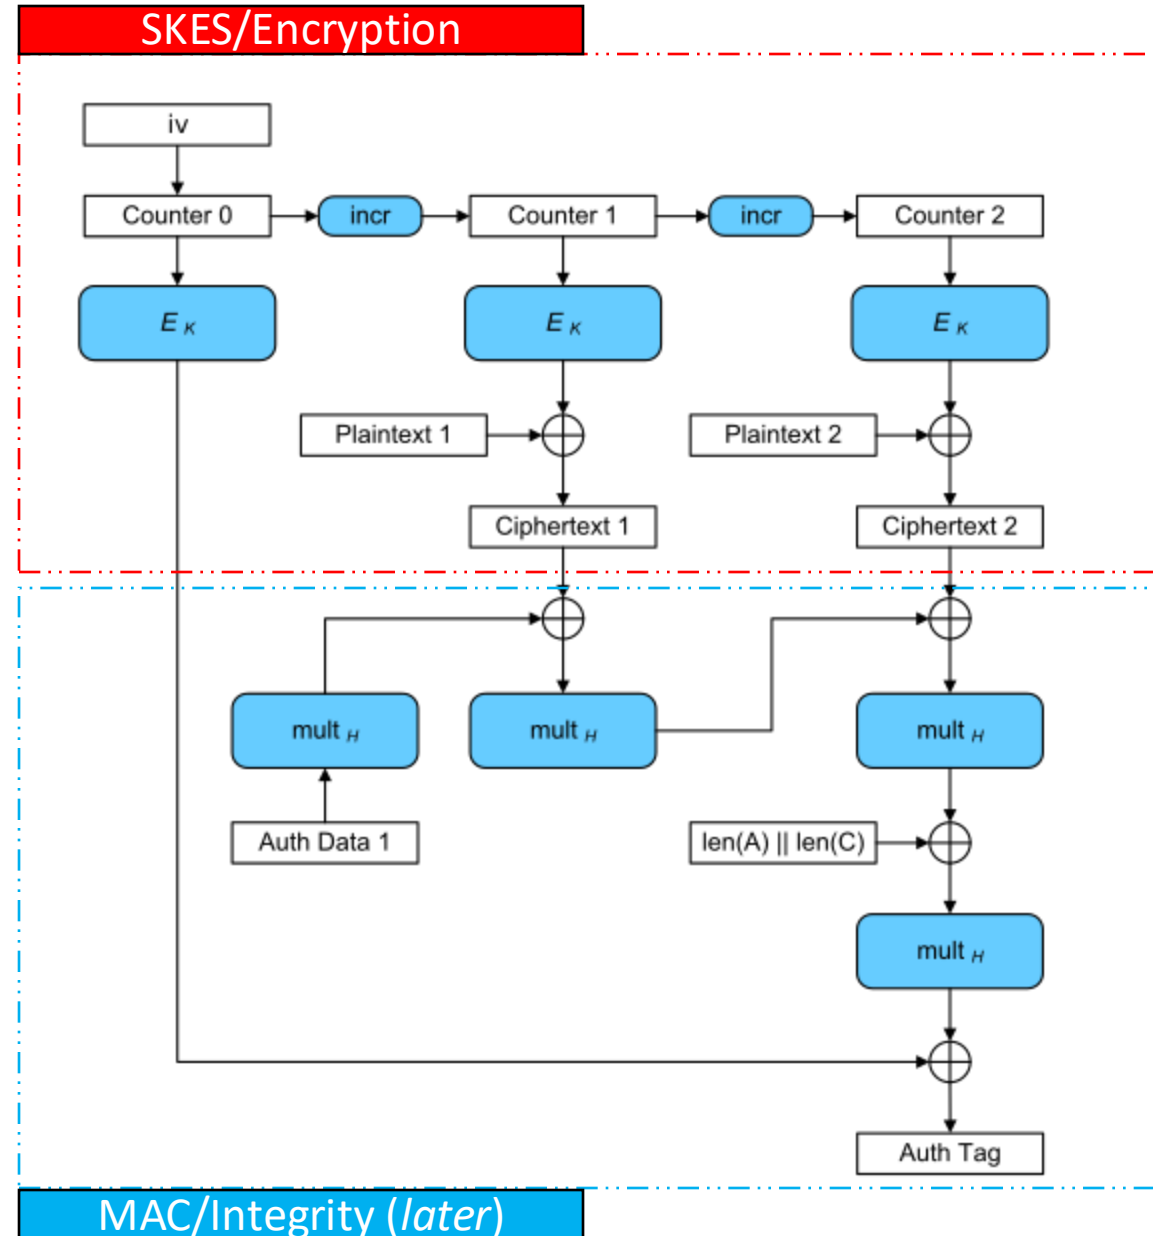 SKES/Encryption
iv
Counter 0
incr
Counter 1
incr
Counter 2
E K
E K
E K
Plaintext 1
Plaintext 2
Ciphertext 1
Ciphertext 2
mult H
mult H
mult H
Auth Data 1
len(A) || len(C)
mult H
Auth Tag
MAC/Integrity (later)